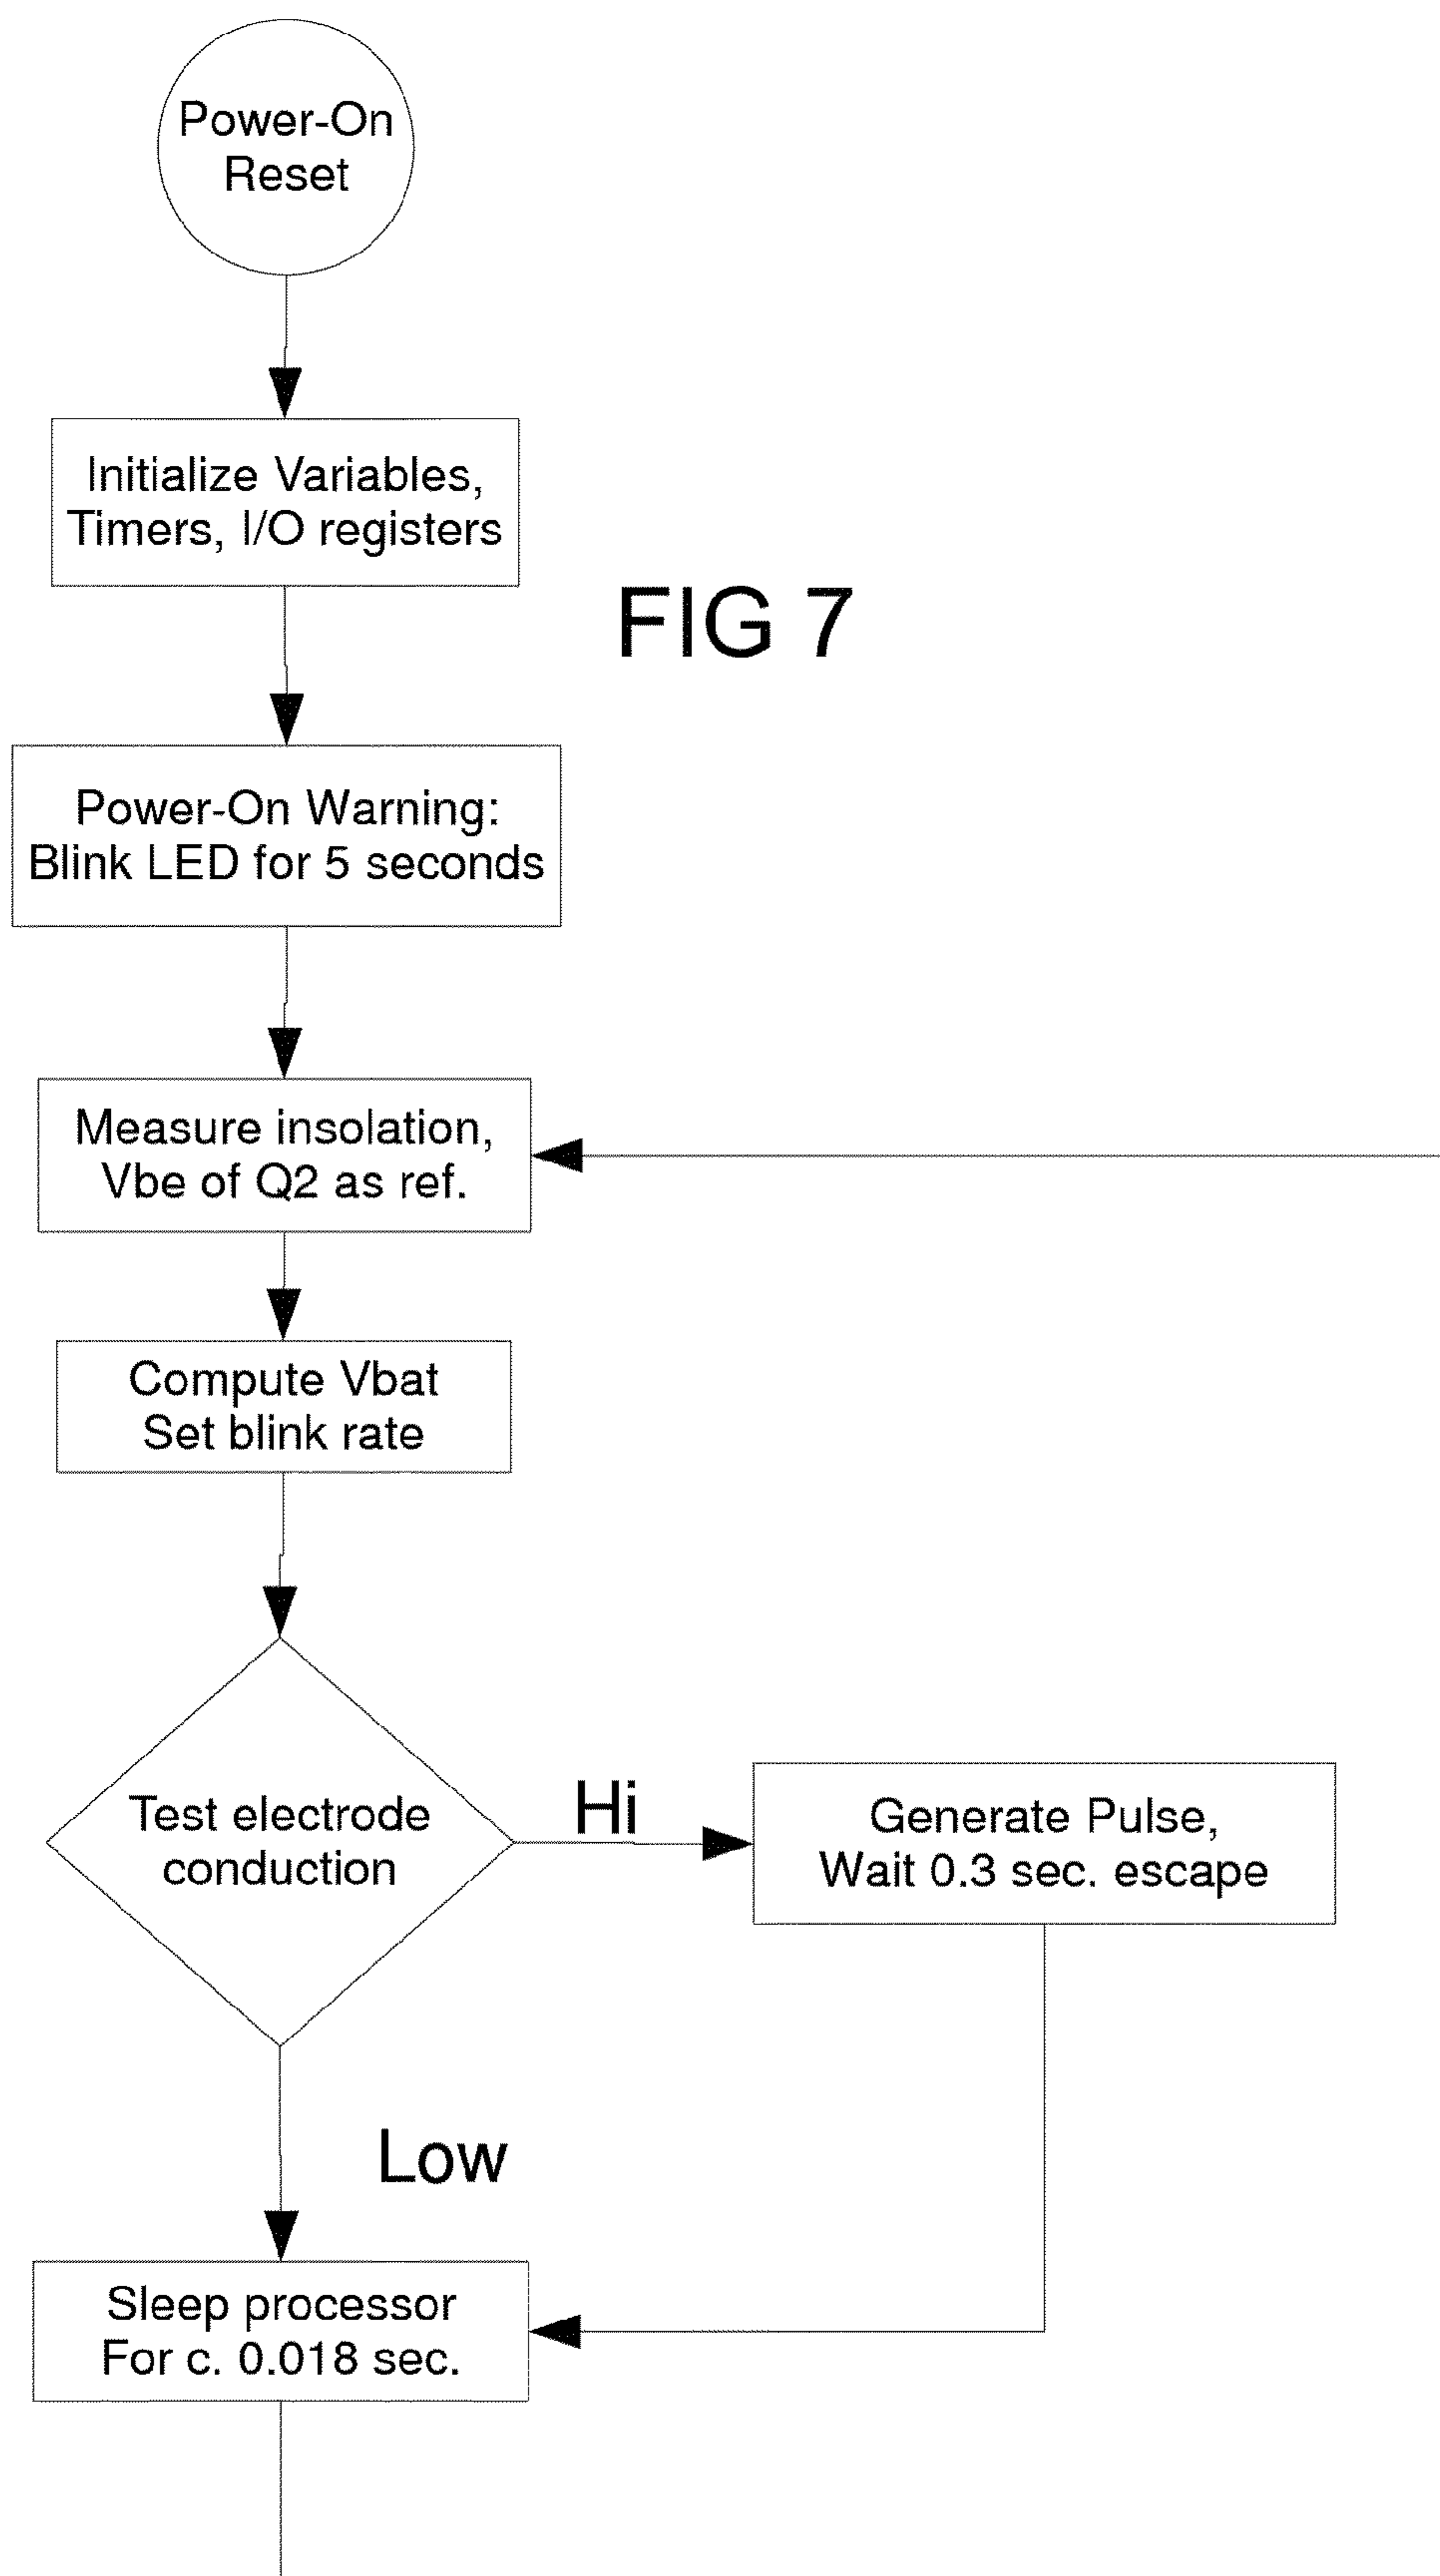 Power-On
Reset
Initialize Variables,
Timers, I/O registers
FIG 7
Power-On Warning:
Blink LED for 5 seconds
Measure insolation,
Vbe of Q2 as ref.
Compute Vbat
Set blink rate
Test electrode
conduction
Hi
Generate Pulse,
Wait 0.3 sec. escape
Low
Sleep processor
For c. 0.018 sec.